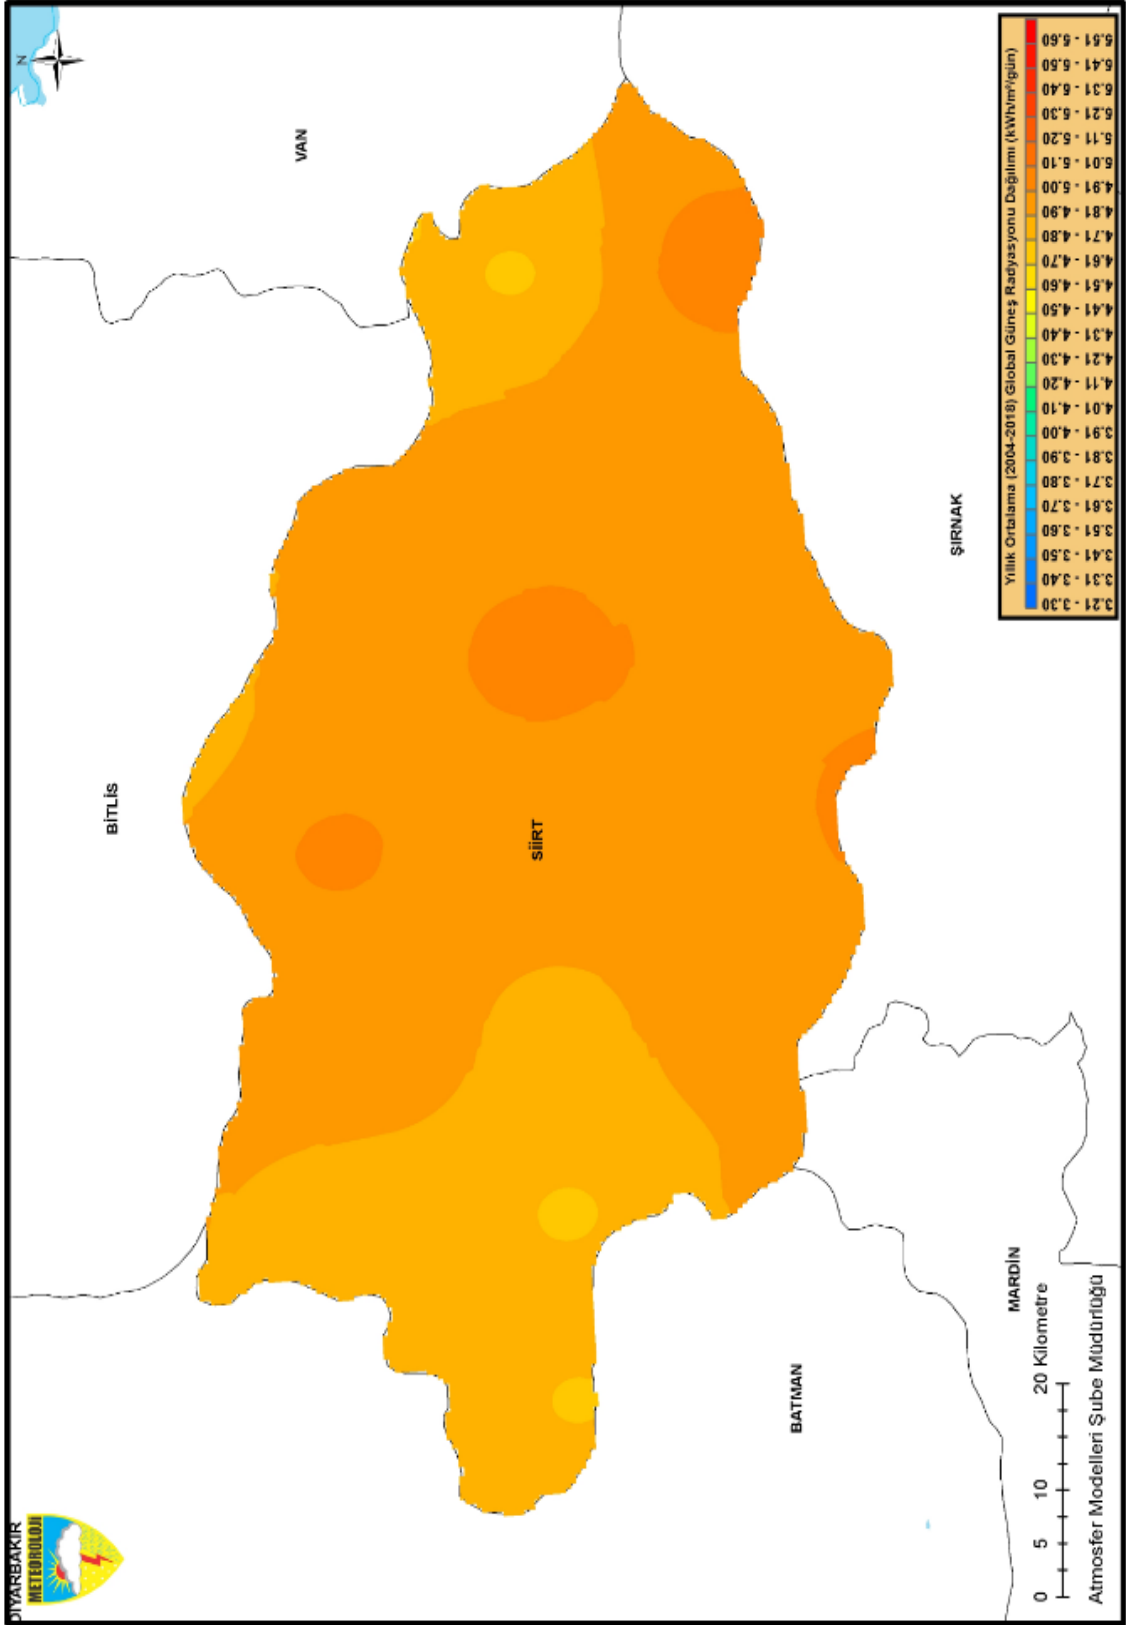 DİYARBAKIR
METEOROLOJİ
BİTLİS
VAN
N
SİİRT
BATMAN
MARDİN
ŞIRNAK
0 5 10 20 Kilometre
Atmosfer Modelleri Şube Müdürlüğü
Yıllık Ortalama (2004-2018) Global Güneş Radyasyonu Dağılımı (kWh/m²/gün)
3.21 - 3.30
3.31 - 3.40
3.41 - 3.50
3.51 - 3.60
3.61 - 3.70
3.71 - 3.80
3.81 - 3.90
3.91 - 4.00
4.01 - 4.10
4.11 - 4.20
4.21 - 4.30
4.31 - 4.40
4.41 - 4.50
4.51 - 4.60
4.61 - 4.70
4.71 - 4.80
4.81 - 4.90
4.91 - 5.00
5.01 - 5.10
5.11 - 5.20
5.21 - 5.30
5.31 - 5.40
5.41 - 5.50
5.51 - 5.60